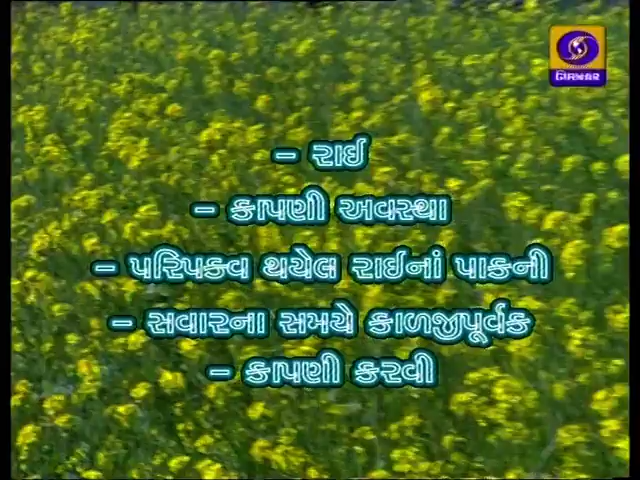 ગિરનાર
– રાઈ
– કાપણી અવસ્થા
– પરિપક્વ થયેલ રાઈનાં પાકની
– સવારના સમયે કાળજીપૂર્વક
– કાપણી કરવી